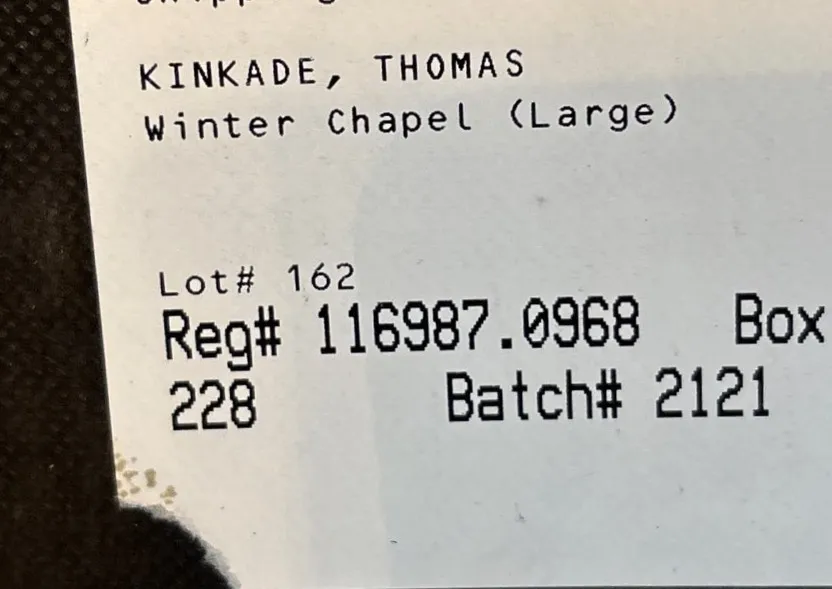 KINKADE, THOMAS
Winter Chapel (Large)
Lot# 162
Reg# 116987.0968 Box
228 Batch# 2121